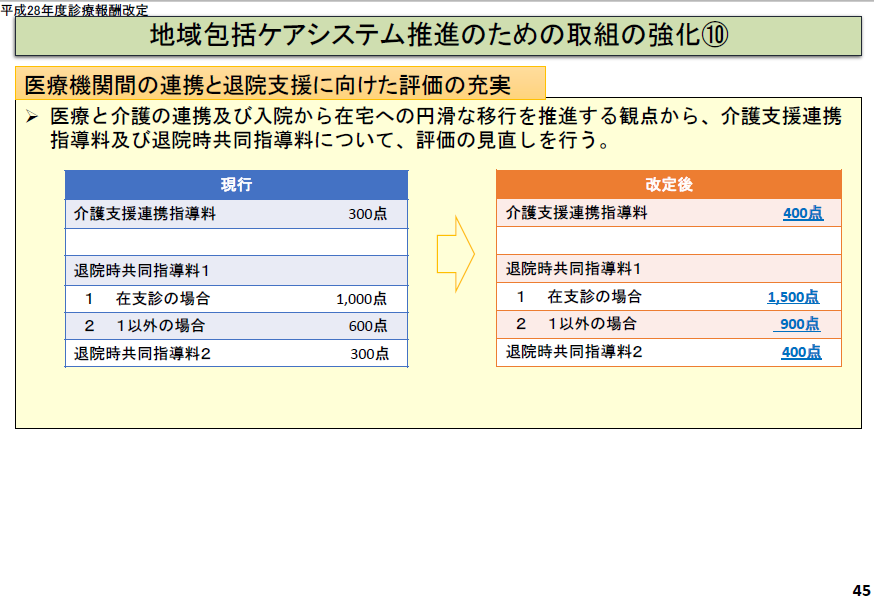 平成28年度診療報酬改定
地域包括ケアシステム推進のための取組の強化⑩
医療機関間の連携と退院支援に向けた評価の充実
➢ 医療と介護の連携及び入院から在宅への円滑な移行を推進する観点から、介護支援連携
指導料及び退院時共同指導料について、評価の見直しを行う。
現行
介護支援連携指導料 300点
退院時共同指導料1
1 在支診の場合 1,000点
2 1以外の場合 600点
退院時共同指導料2 300点
改定後
介護支援連携指導料 400点
退院時共同指導料1
1 在支診の場合 1,500点
2 1以外の場合 900点
退院時共同指導料2 400点
45